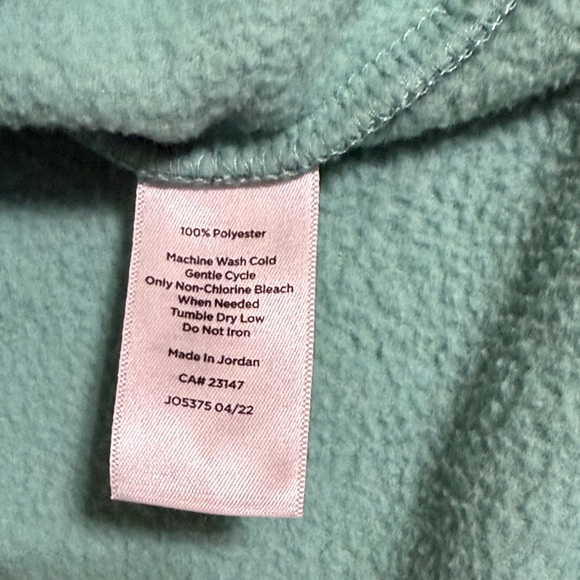 100% Polyester
Machine Wash Cold
Gentle Cycle
Only Non-Chlorine Bleach
When Needed
Tumble Dry Low
Do Not Iron
Made In Jordan
CA# 23147
JO5375 04/22